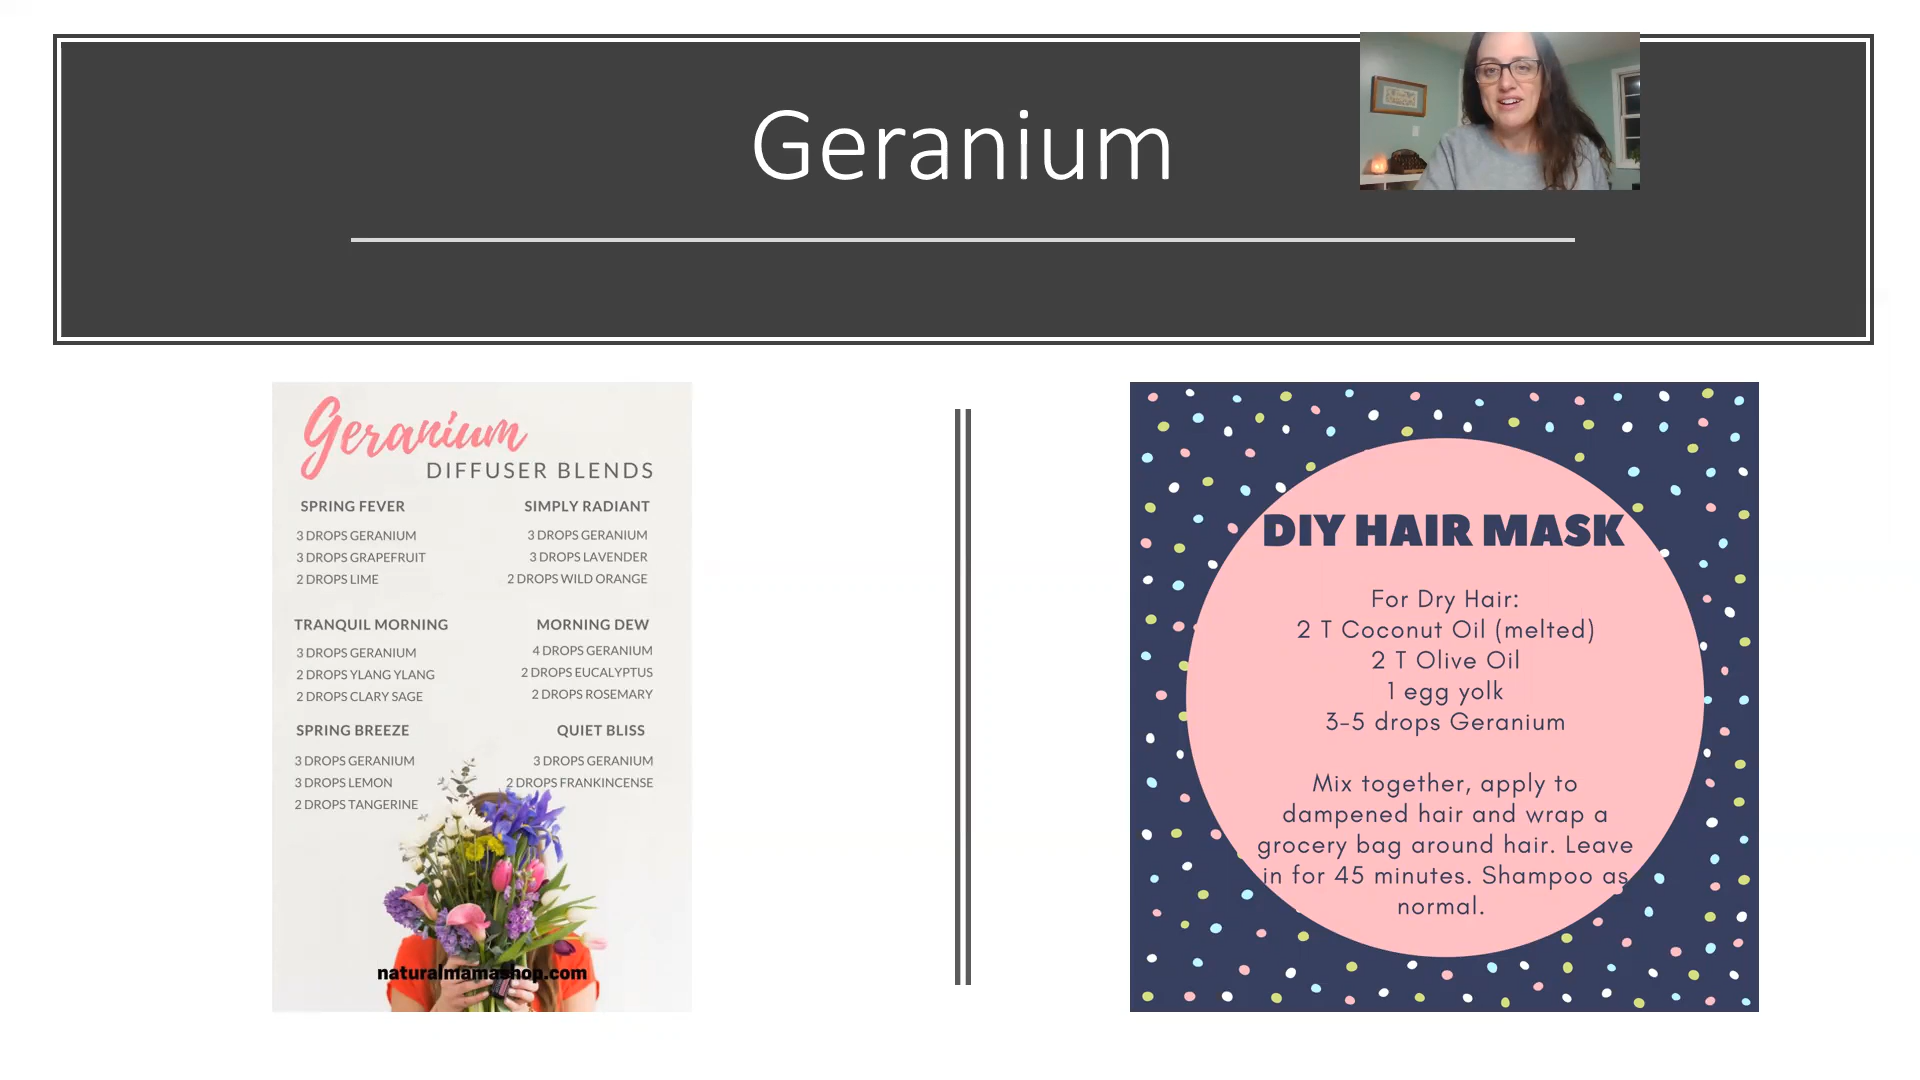 Geranium
Geranium
DIFFUSER BLENDS
SPRING FEVER
3 DROPS GERANIUM
3 DROPS GRAPEFRUIT
2 DROPS LIME
SIMPLY RADIANT
3 DROPS GERANIUM
3 DROPS LAVENDER
2 DROPS WILD ORANGE
TRANQUIL MORNING
3 DROPS GERANIUM
2 DROPS YLANG YLANG
2 DROPS CLARY SAGE
MORNING DEW
4 DROPS GERANIUM
2 DROPS EUCALYPTUS
2 DROPS ROSEMARY
SPRING BREEZE
3 DROPS GERANIUM
3 DROPS LEMON
2 DROPS TANGERINE
QUIET BLISS
3 DROPS GERANIUM
2 DROPS FRANKINCENSE
naturalmamashop.com
DIY HAIR MASK
For Dry Hair:
2 T Coconut Oil (melted)
2 T Olive Oil
1 egg yolk
3-5 drops Geranium
Mix together, apply to
dampened hair and wrap a
grocery bag around hair. Leave
in for 45 minutes. Shampoo as
normal.